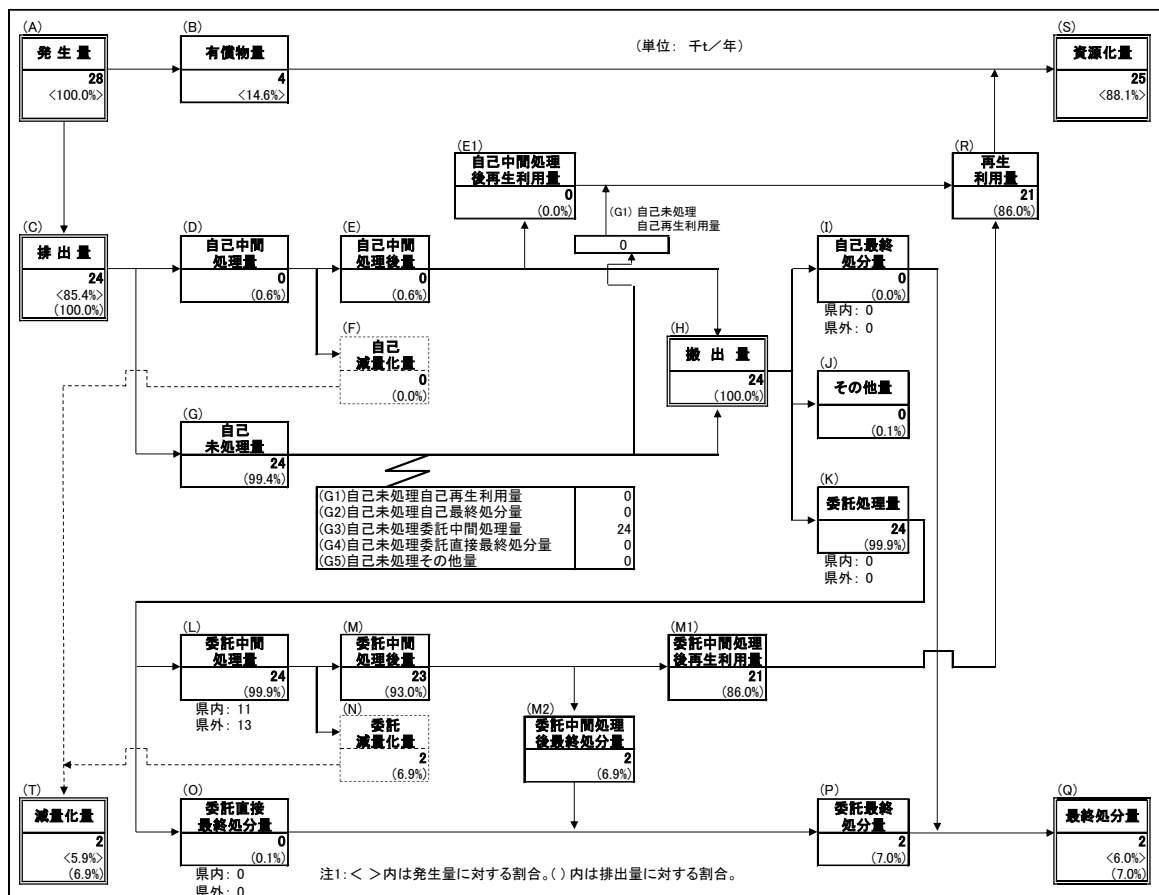 (A)
発 生 量
28
<100.0%>
(B)
有償物量
4
<14.6%>
(単位: 千t／年)
(S)
資源化量
25
<88.1%>
(E1)
自己中間処理
後再生利用量
0
(0.0%)
(G1) 自己未処理
自己再生利用量
0
(R)
再生
利用量
21
(86.0%)
(C)
排 出 量
24
<85.4%>
(100.0%)
(D)
自己中間
処理量
0
(0.6%)
(E)
自己中間
処理後量
0
(0.6%)
(F)
自己
減量化量
0
(0.0%)
(G)
自己
未処理量
24
(99.4%)
(H)
搬 出 量
24
(100.0%)
(I)
自己最終
処分量
0
(0.0%)
県内: 0
県外: 0
(J)
その他量
0
(0.1%)
(K)
委託処理量
24
(99.9%)
県内: 0
県外: 0
(G1)自己未処理自己再生利用量 0
(G2)自己未処理自己最終処分量 0
(G3)自己未処理委託中間処理量 24
(G4)自己未処理委託直接最終処分量 0
(G5)自己未処理その他量 0
(L)
委託中間
処理量
24
(99.9%)
県内: 11
県外: 13
(M)
委託中間
処理後量
23
(93.0%)
(N)
委託
減量化量
2
(6.9%)
(M1)
委託中間処理
後再生利用量
21
(86.0%)
(M2)
委託中間処理
後最終処分量
2
(6.9%)
(T)
減量化量
2
<5.9%>
(6.9%)
(O)
委託直接
最終処分量
0
(0.1%)
県内: 0
県外: 0
(P)
委託最終
処分量
2
(7.0%)
(Q)
最終処分量
2
<6.0%>
(7.0%)
注1:< >内は発生量に対する割合。( )内は排出量に対する割合。